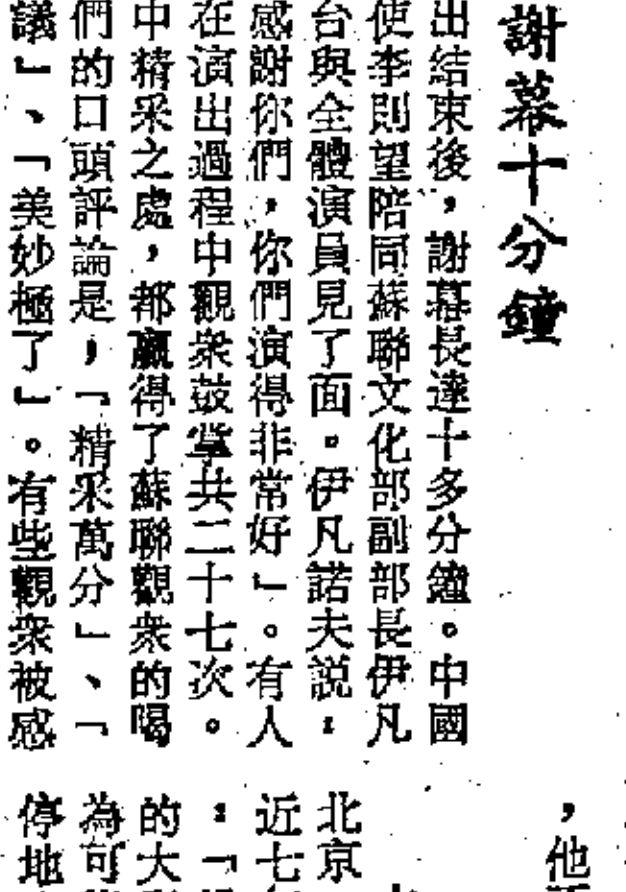 謝幕十分鐘
出結束後，謝幕長達十多分鐘。中國
使李則望陪同蘇聯文化部副部長伊凡
台與全體演員見了面。伊凡諾夫説：
感謝你們，你們演得非常好」。有人
在演出過程中觀衆鼓掌共二十七次。
中精采之處，都贏得了蘇聯觀衆的喝
們的口頭評論是，「精采萬分」、「
議」、「美妙極了」。有些觀衆被感
，他
北京
近七
：「
的大
為可
停地